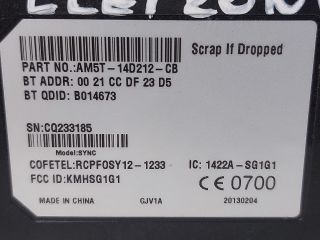 Scrap If Dropped
PART NO.:AM5T-14D212-CB
BT ADDR: 00 21 CC DF 23 D5
BT QDID: B014673
SN:CQ233185
Model:SYNC
COFETEL:RCPFOSY12-1233 IC: 1422A-SG1G1
FCC ID:KMHSG1G1 CE 0700
MADE IN CHINA GJV1A 20130204